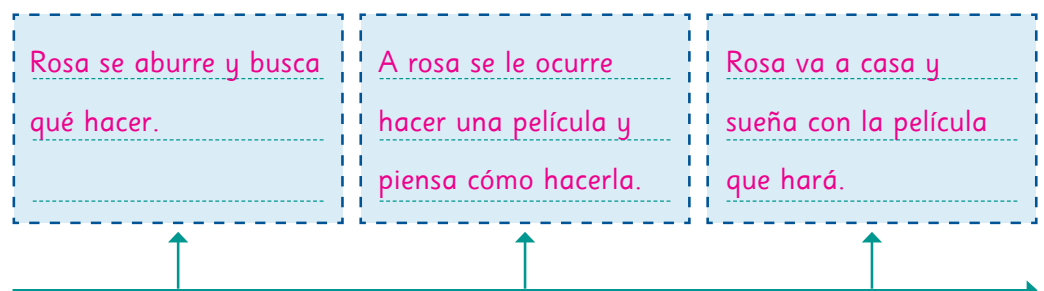 Rosa se aburre y busca
qué hacer.
A rosa se le ocurre
hacer una película y
piensa cómo hacerla.
Rosa va a casa y
sueña con la película
que hará.